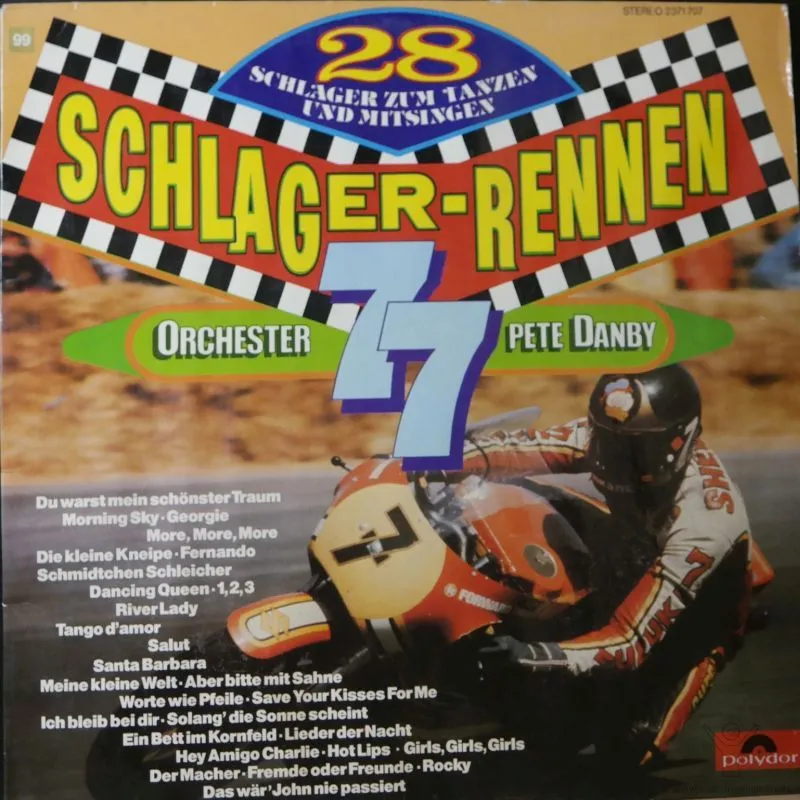 STEREO 2371 707
99
28
SCHLAGER ZUM TANZEN
UND MITSINGEN
SCHLAGER-RENNEN
77
ORCHESTER
PETE DANBY
SHE
7
FORWARD
Du warst mein schönster Traum
Morning Sky·Georgie
More, More, More
Die kleine Kneipe·Fernando
Schmidtchen Schleicher
Dancing Queen·1,2,3
River Lady
Tango d'amor
Salut
Santa Barbara
Meine kleine Welt·Aber bitte mit Sahne
Worte wie Pfeile·Save Your Kisses For Me
Ich bleib bei dir·Solang' die Sonne scheint
Ein Bett im Kornfeld·Lieder der Nacht
Hey Amigo Charlie·Hot Lips·Girls, Girls, Girls
Der Macher·Fremde oder Freunde·Rocky
Das wär' John nie passiert
polydor